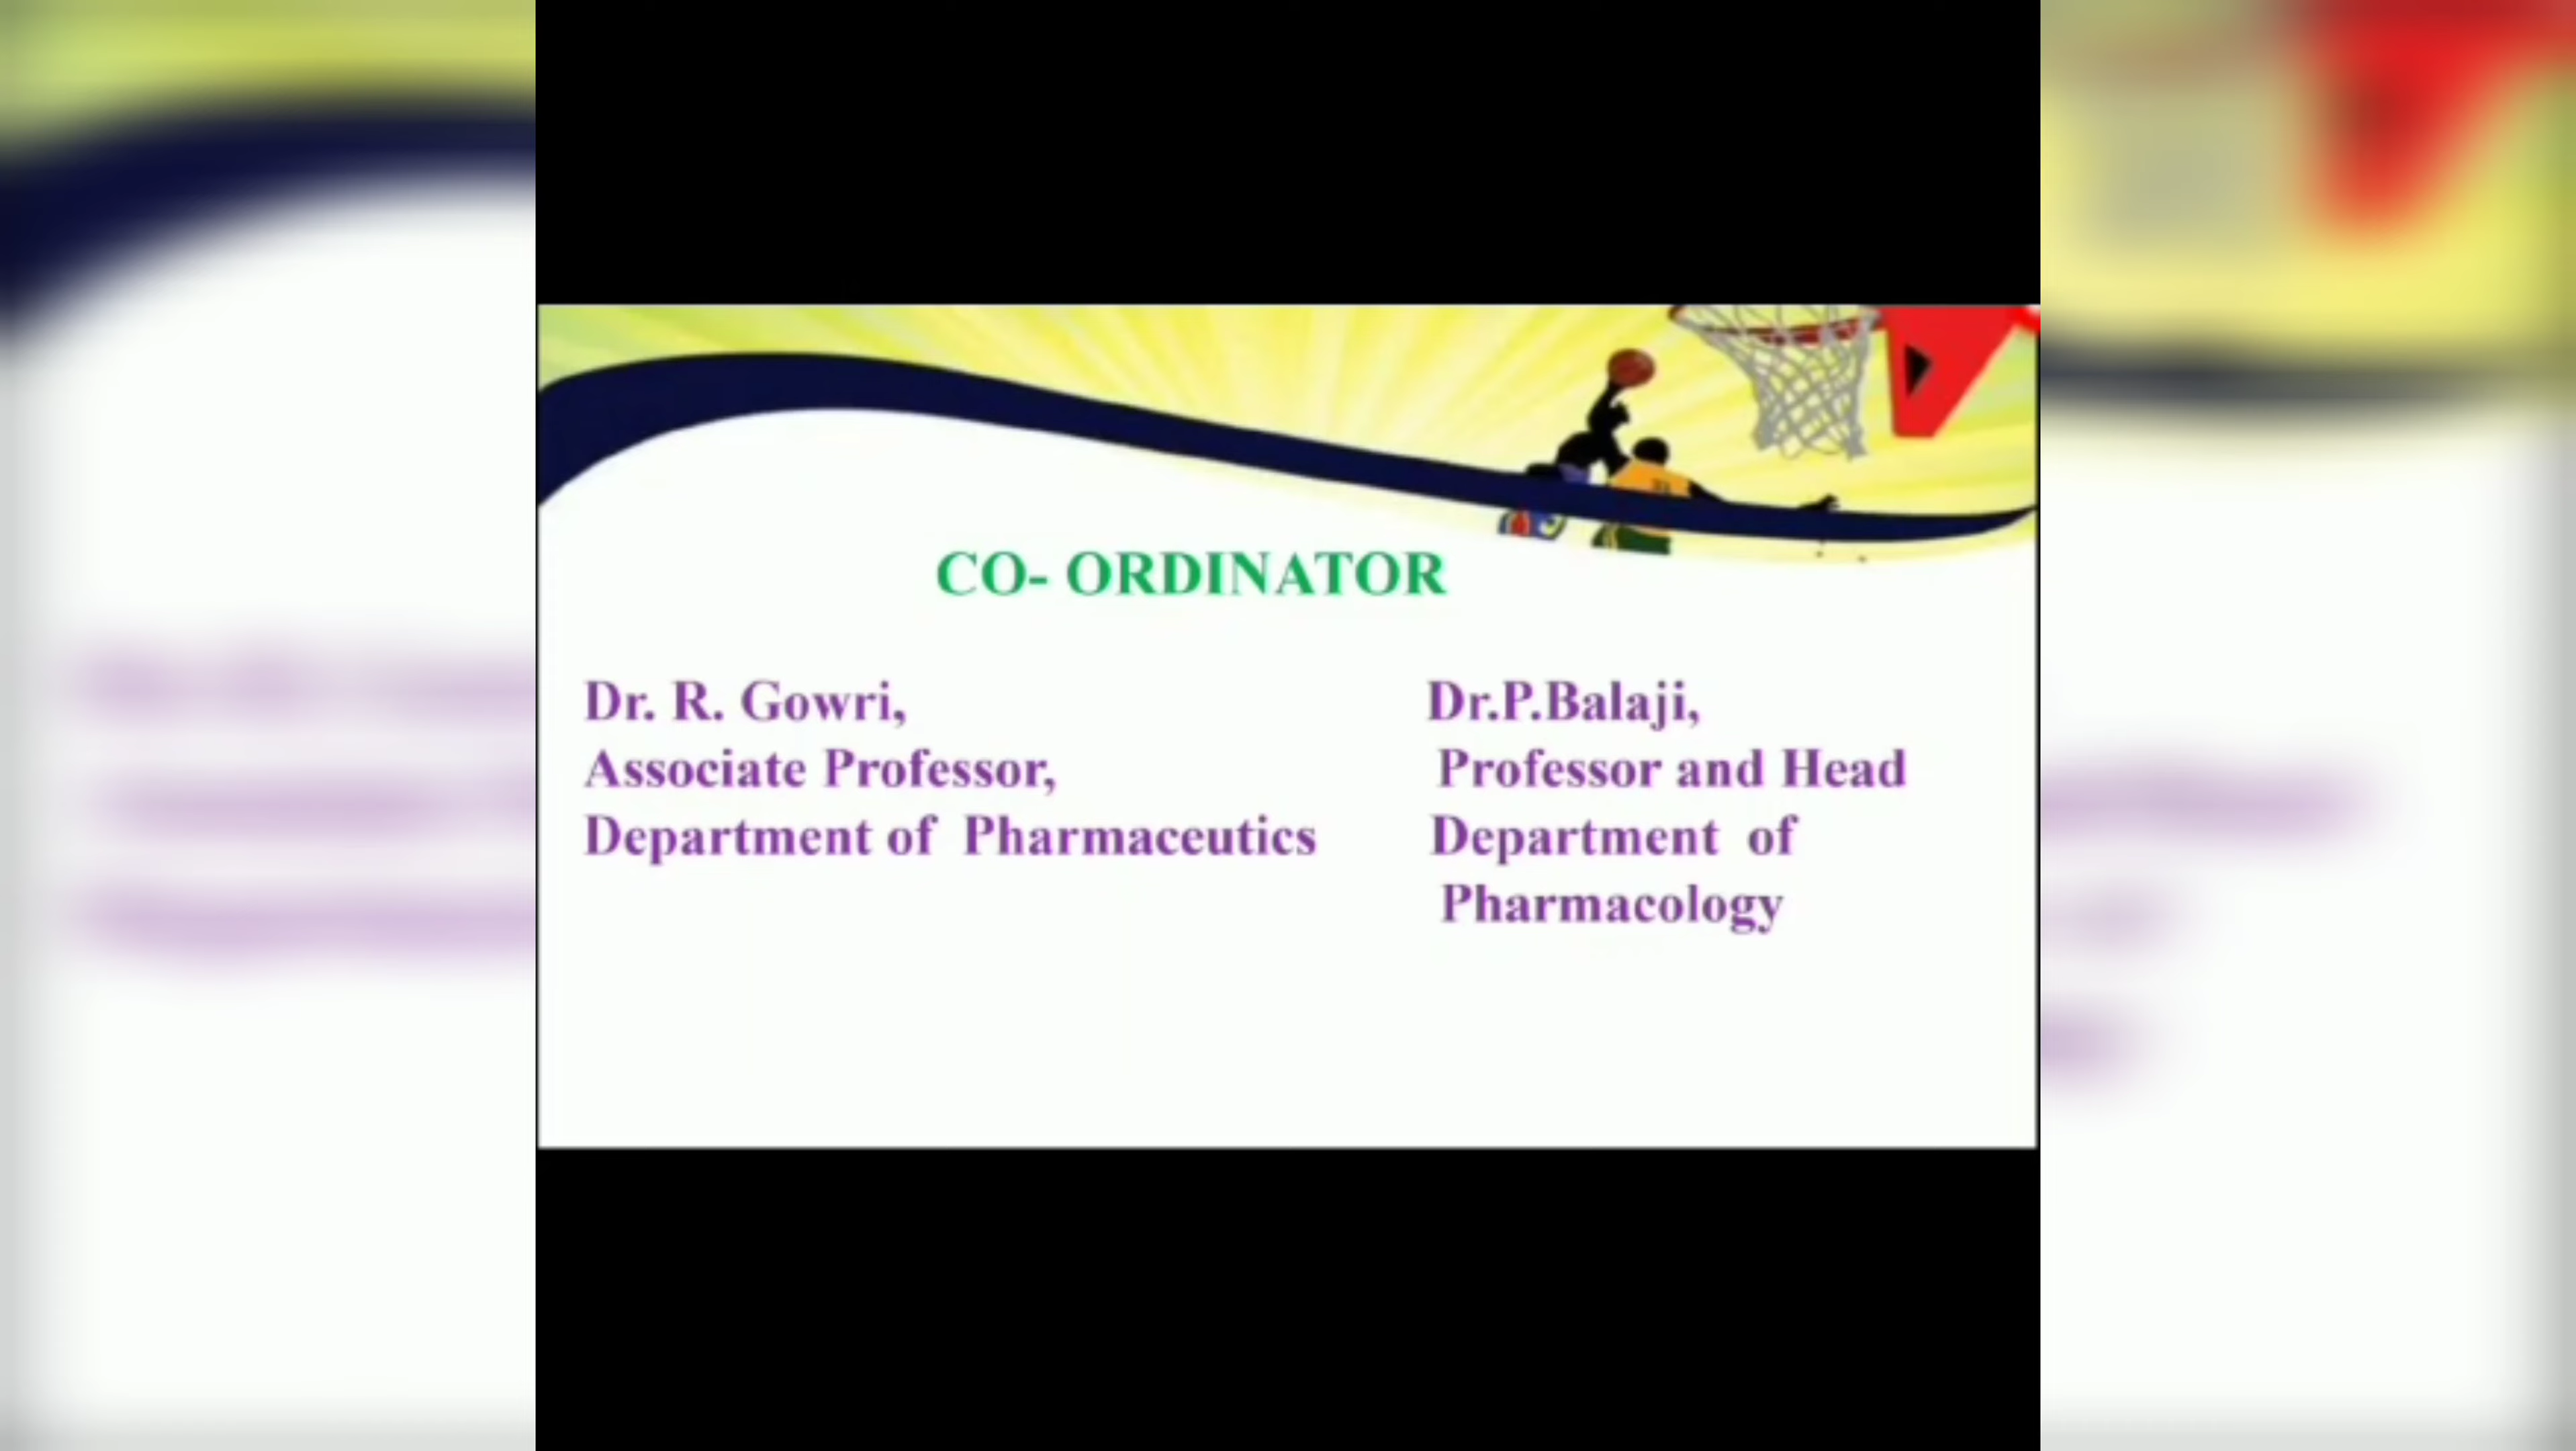 CO- ORDINATOR
Dr. R. Gowri,
Associate Professor,
Department of Pharmaceutics
Dr.P.Balaji,
Professor and Head
Department of
Pharmacology